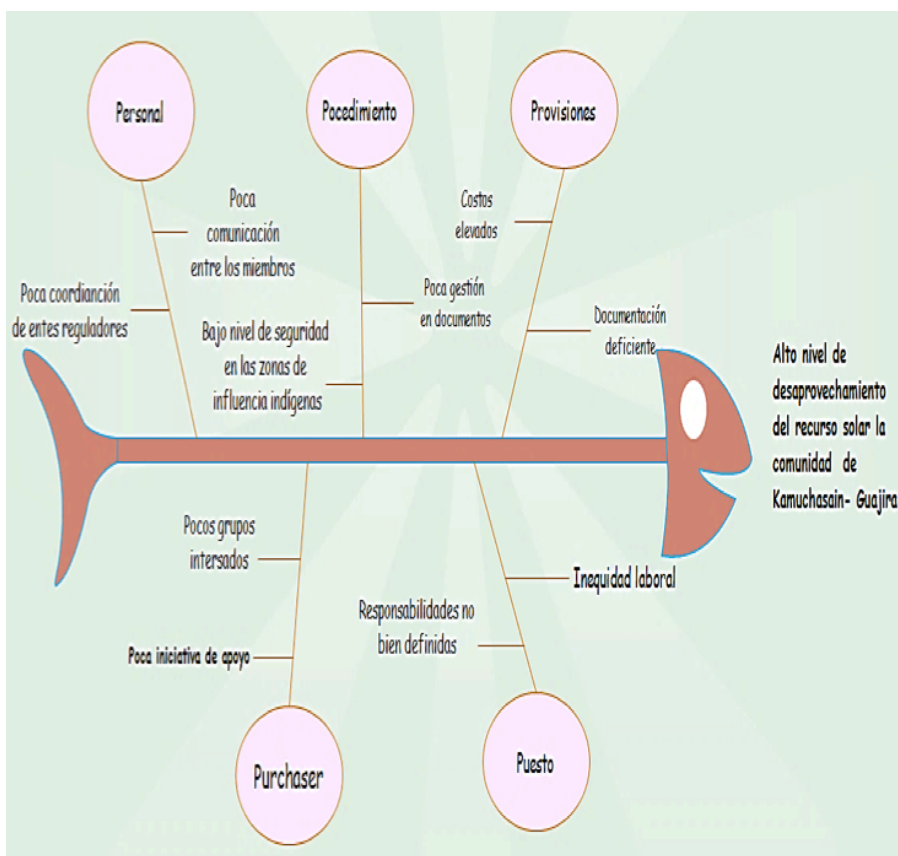 Personal
Pocedimiento
Provisiones
Poca
comunicación
entre los miembros
Poca coordianción
de entes reguladores
Bajo nivel de seguridad
en las zonas de
influencia indígenas
Poca gestión
en documentos
Costos
elevados
Documentación
deficiente
Alto nivel de
desaprovechamiento
del recurso solar la
comunidad de
Kamuchasain- Guajira
Pocos grupos
intersados
Poca iniciativa de apoyo
Inequidad laboral
Responsabilidades no
bien definidas
Purchaser
Puesto